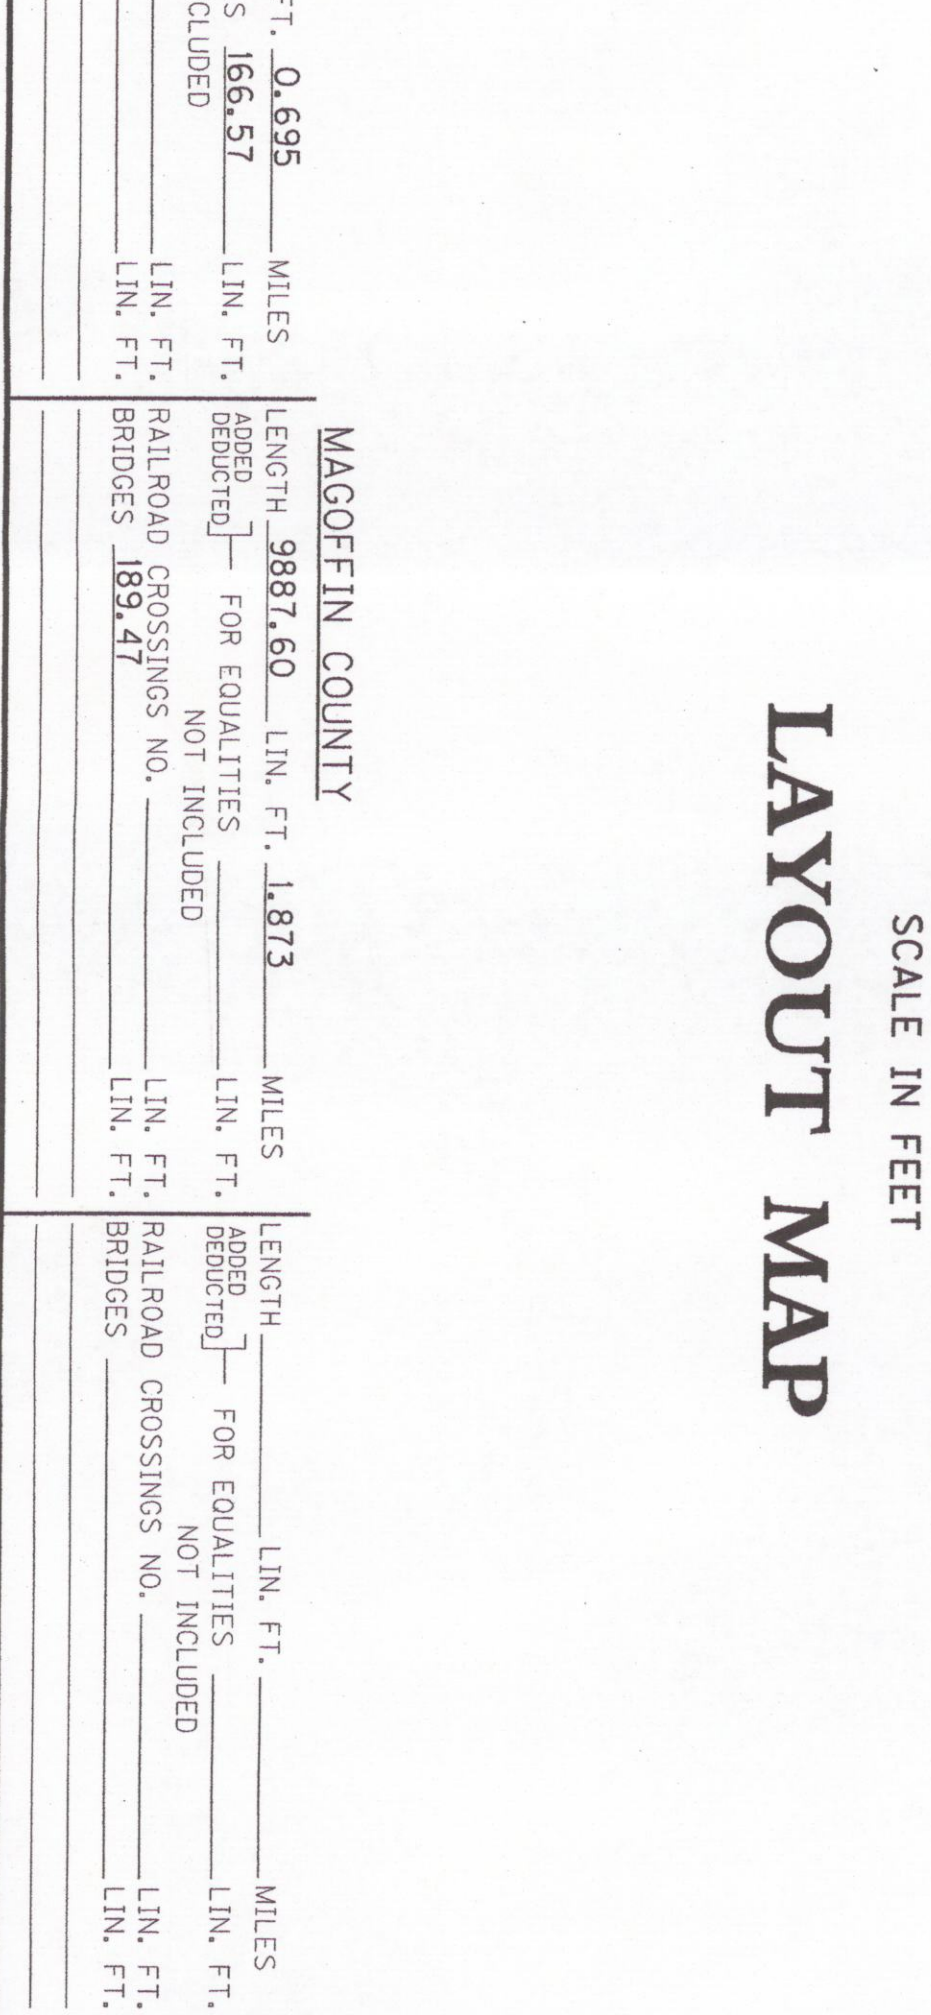 SCALE IN FEET
LAYOUT MAP
MAGOFFIN COUNTY
FT. 0.695 MILES
S 166.57 LIN. FT.
CLUDED
LIN. FT.
LIN. FT.
LENGTH 9887.60 LIN. FT. 1.873 MILES
ADDED
DEDUCTED] FOR EQUALITIES LIN. FT.
NOT INCLUDED
RAILROAD CROSSINGS NO. LIN. FT.
BRIDGES 189.47 LIN. FT.
LENGTH LIN. FT. MILES
ADDED
DEDUCTED] FOR EQUALITIES LIN. FT.
NOT INCLUDED
RAILROAD CROSSINGS NO. LIN. FT.
BRIDGES LIN. FT.